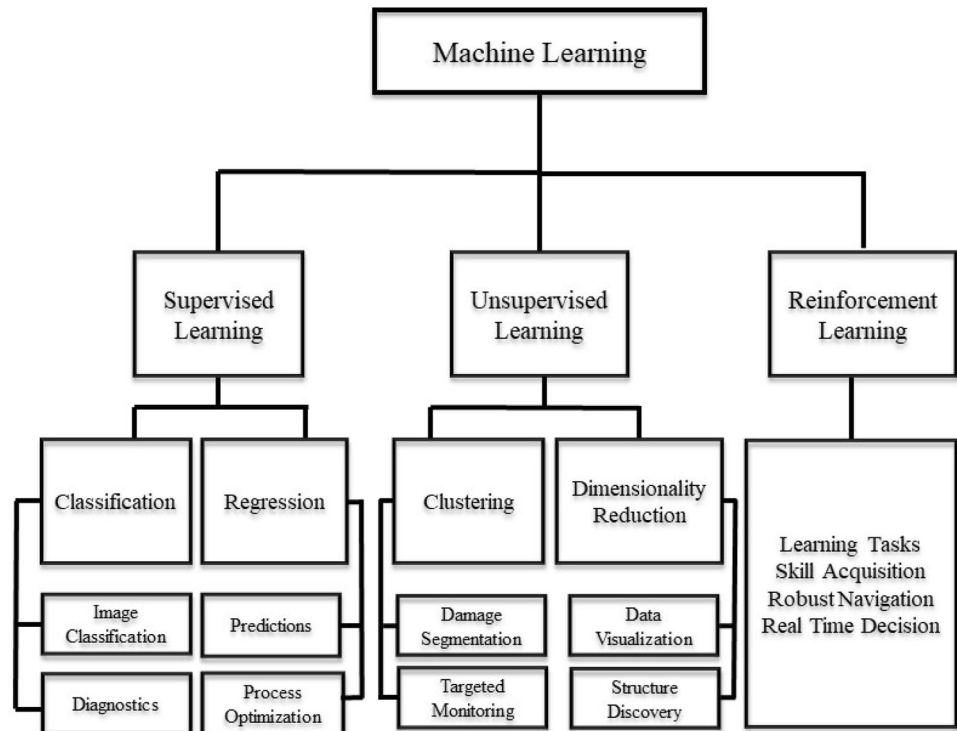 Machine Learning
Supervised
Learning
Unsupervised
Learning
Reinforcement
Learning
Classification
Regression
Clustering
Dimensionality
Reduction
Image
Classification
Predictions
Damage
Segmentation
Data
Visualization
Diagnostics
Process
Optimization
Targeted
Monitoring
Structure
Discovery
Learning Tasks
Skill Acquisition
Robust Navigation
Real Time Decision